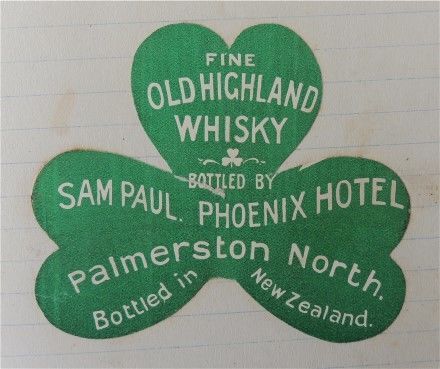 FINE
OLD HIGHLAND
WHISKY
BOTTLED BY
SAM PAUL. PHOENIX HOTEL
Palmerston North.
Bottled in New Zealand.